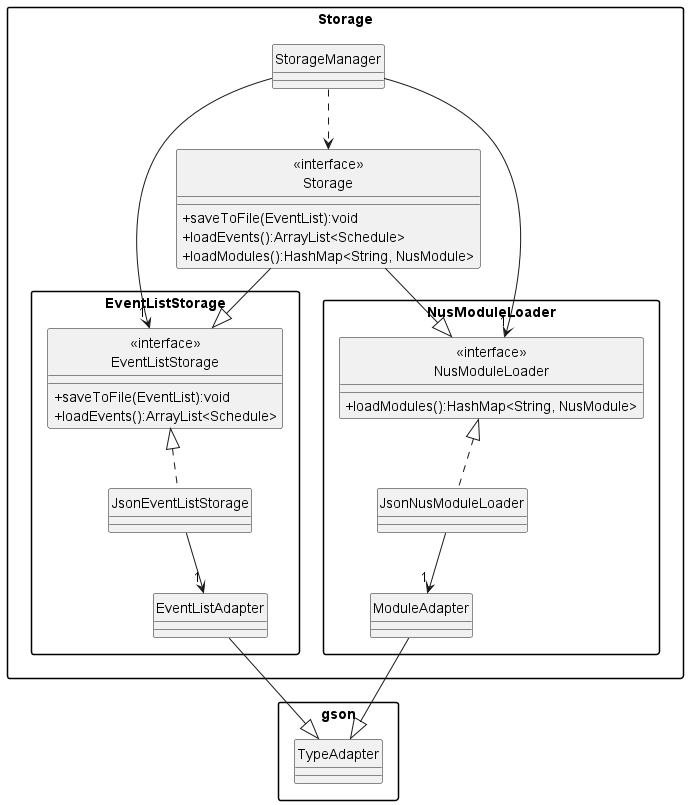 Storage
StorageManager
«interface»
Storage
+saveToFile(EventList):void
+loadEvents():ArrayList<Schedule>
+loadModules():HashMap<String, NusModule>
EventListStorage
1
«interface»
EventListStorage
+saveToFile(EventList):void
+loadEvents():ArrayList<Schedule>
NusModuleLoader
1
«interface»
NusModuleLoader
+loadModules():HashMap<String, NusModule>
JsonEventListStorage
JsonNusModuleLoader
1
1
EventListAdapter
ModuleAdapter
gson
TypeAdapter